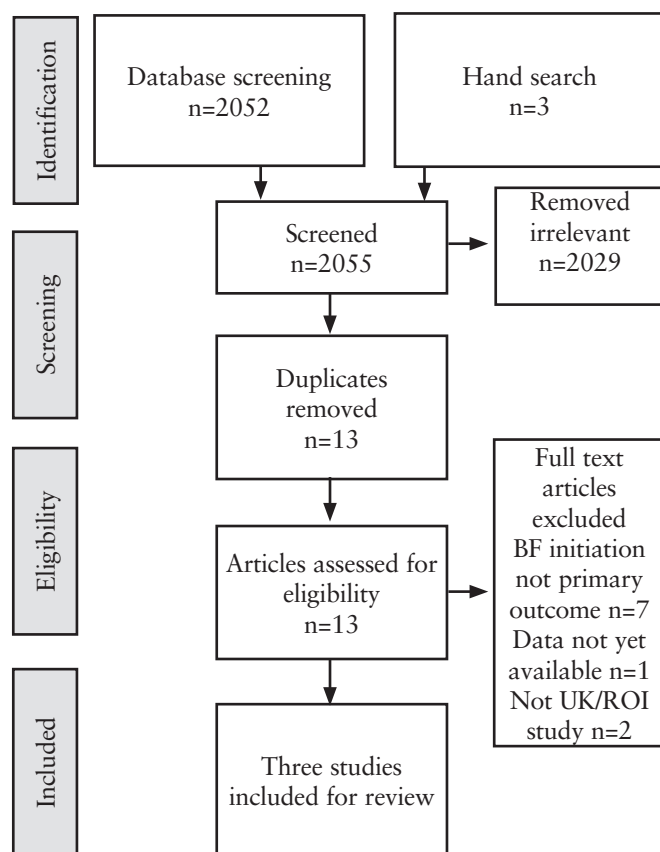 Identification
Database screening
n=2052
Hand search
n=3
Screening
Screened
n=2055
Removed
irrelevant
n=2029
Duplicates
removed
n=13
Eligibility
Articles assessed for
eligibility
n=13
Full text
articles
excluded
BF initiation
not primary
outcome n=7
Data not yet
available n=1
Not UK/ROI
study n=2
Included
Three studies
included for review